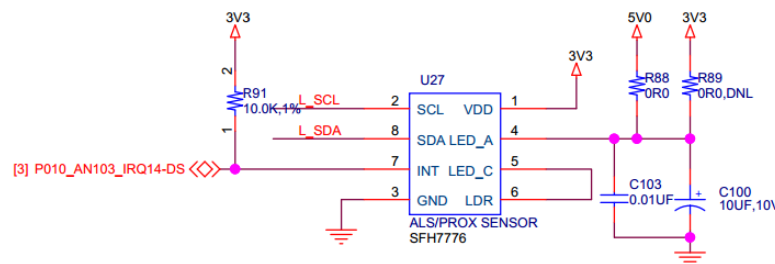 3V3
5V0
3V3
3V3
2
R91
10.0K,1%
1
U27
R88
0R0
R89
0R0,DNL
L_SCL
2
SCL
VDD
1
L_SDA
8
SDA
LED_A
4
[3] P010_AN103_IRQ14-DS
7
INT
LED_C
5
3
GND
LDR
6
ALS/PROX SENSOR
SFH7776
C103
0.01UF
+
C100
10UF,10V